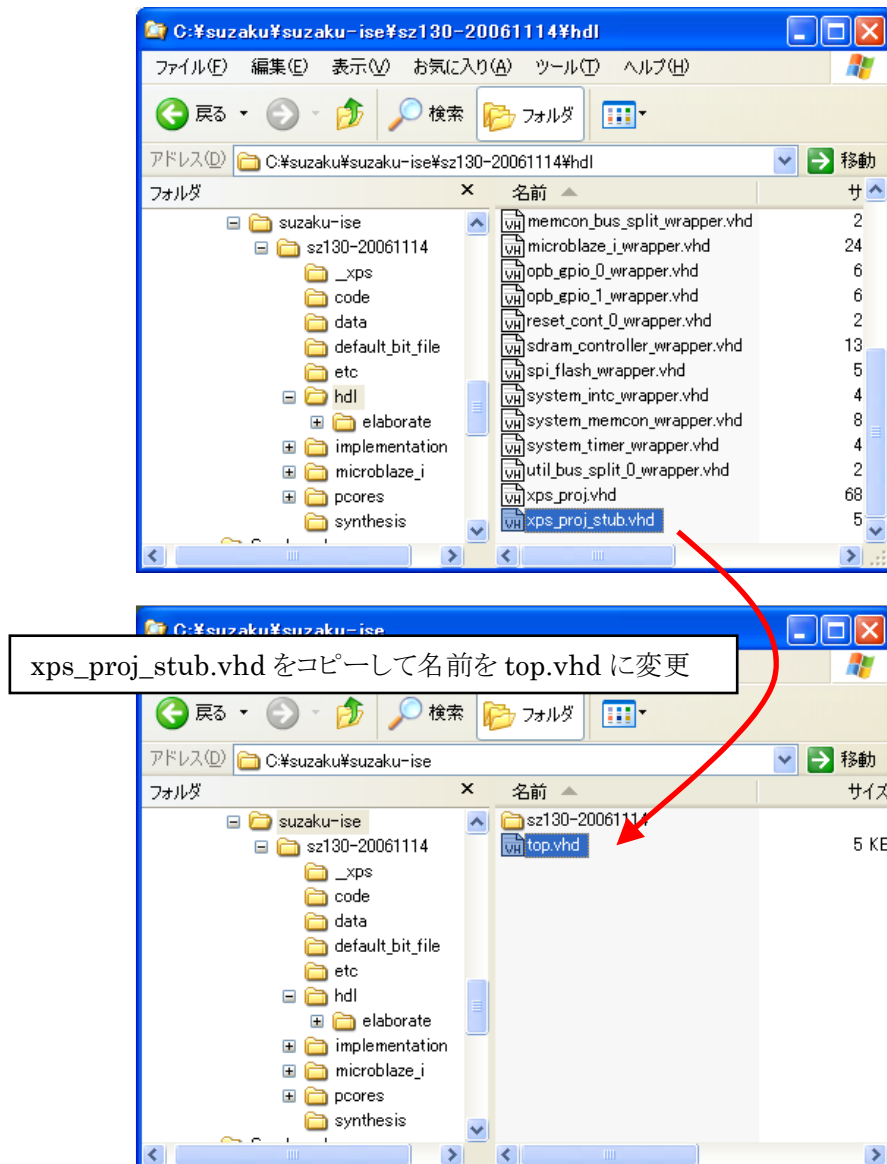 C:¥suzaku¥suzaku-ise¥sz130-20061114¥hdl
ファイル(F) 編集(E) 表示(V) お気に入り(A) ツール(T) ヘルプ(H)
戻る 検索 フォルダ
アドレス(D) C:¥suzaku¥suzaku-ise¥sz130-20061114¥hdl 移動
フォルダ × 名前 サ
suzaku-ise memcon_bus_split_wrapper.vhd 2
sz130-20061114 microblaze_i_wrapper.vhd 24
_xps opb_gpio_0_wrapper.vhd 6
code opb_gpio_1_wrapper.vhd 6
data reset_cont_0_wrapper.vhd 2
default_bit_file sdram_controller_wrapper.vhd 13
etc spi_flash_wrapper.vhd 5
hdl system_intc_wrapper.vhd 4
elaborate system_memcon_wrapper.vhd 8
implementation system_timer_wrapper.vhd 4
microblaze_i util_bus_split_0_wrapper.vhd 2
pcores xps_proj.vhd 68
synthesis xps_proj_stub.vhd 5
C:¥suzaku¥suzaku-ise
xps_proj_stub.vhd をコピーして名前を top.vhd に変更
戻る 検索 フォルダ
アドレス(D) C:¥suzaku¥suzaku-ise 移動
フォルダ × 名前 サイズ
suzaku-ise sz130-20061114
sz130-20061114 top.vhd 5 KB
_xps
code
data
default_bit_file
etc
hdl
elaborate
implementation
microblaze_i
pcores
synthesis